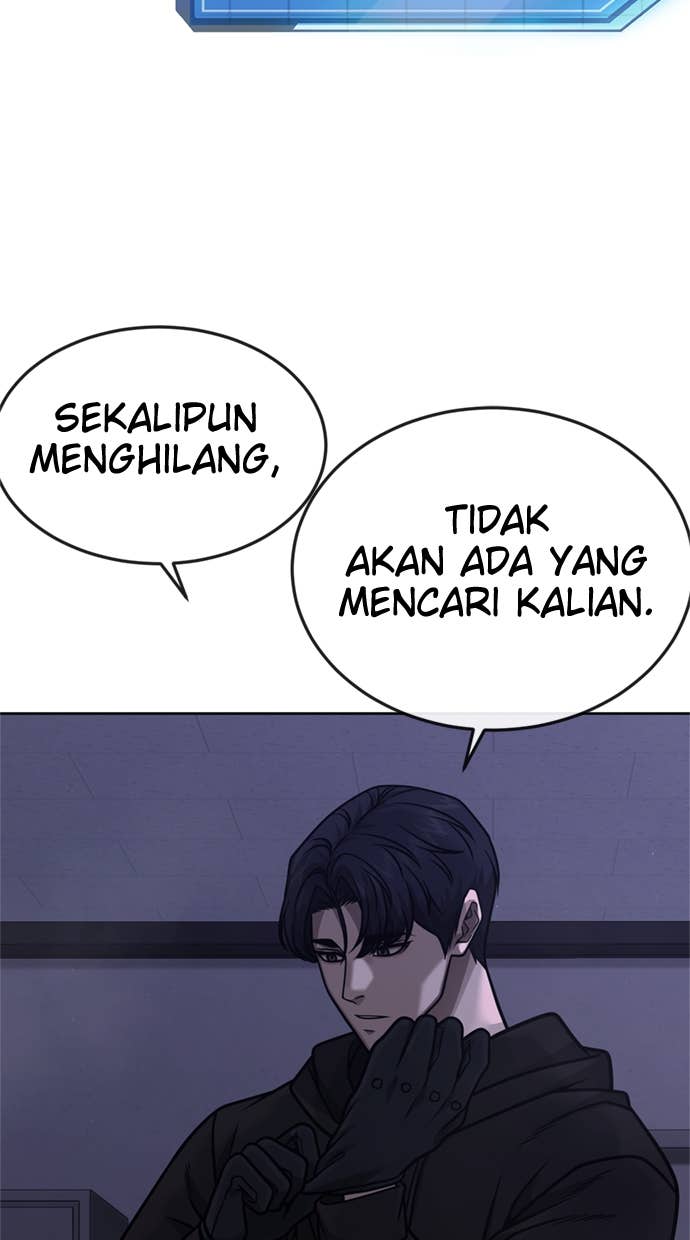 SEKALIPUN
MENGHILANG,
TIDAK
AKAN ADA YANG
MENCARI KALIAN.